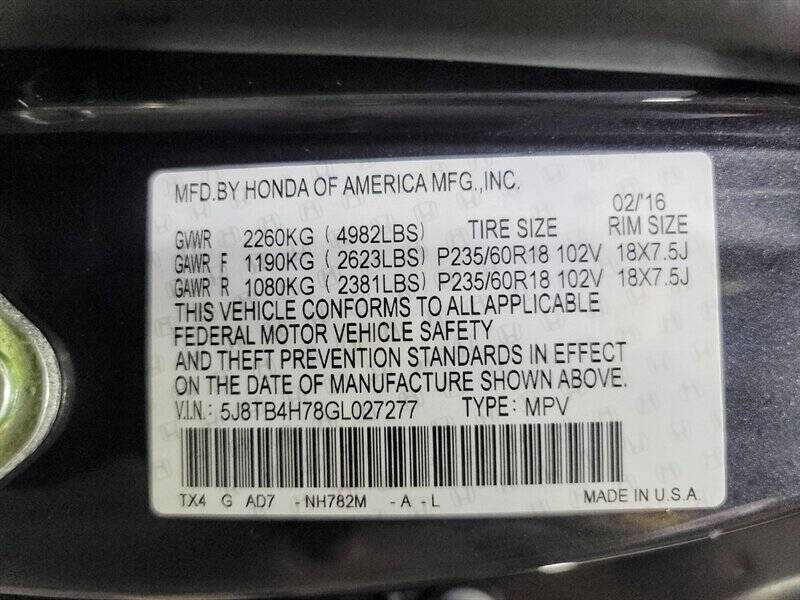 MFD.BY HONDA OF AMERICA MFG.,INC.
02/'16
GVWR 2260KG ( 4982LBS) TIRE SIZE RIM SIZE
GAWR F 1190KG ( 2623LBS) P235/60R18 102V 18X7.5J
GAWR R 1080KG ( 2381LBS) P235/60R18 102V 18X7.5J
THIS VEHICLE CONFORMS TO ALL APPLICABLE
FEDERAL MOTOR VEHICLE SAFETY
AND THEFT PREVENTION STANDARDS IN EFFECT
ON THE DATE OF MANUFACTURE SHOWN ABOVE.
V.I.N.: 5J8TB4H78GL027277 TYPE: MPV
TX4 G AD7 - NH782M - A - L MADE IN U.S.A.